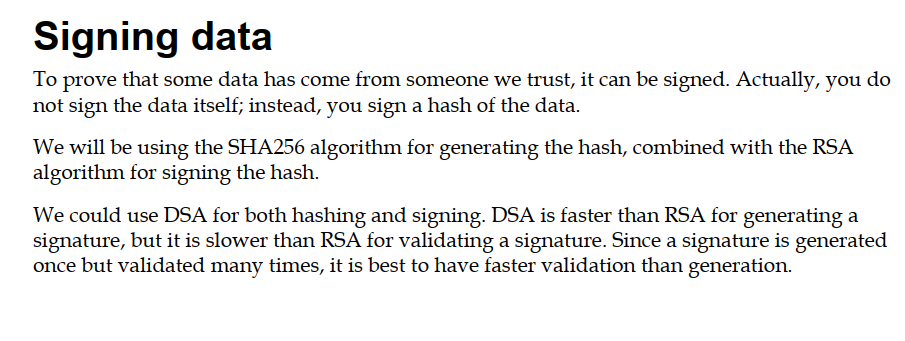 Signing data
To prove that some data has come from someone we trust, it can be signed. Actually, you do
not sign the data itself; instead, you sign a hash of the data.
We will be using the SHA256 algorithm for generating the hash, combined with the RSA
algorithm for signing the hash.
We could use DSA for both hashing and signing. DSA is faster than RSA for generating a
signature, but it is slower than RSA for validating a signature. Since a signature is generated
once but validated many times, it is best to have faster validation than generation.